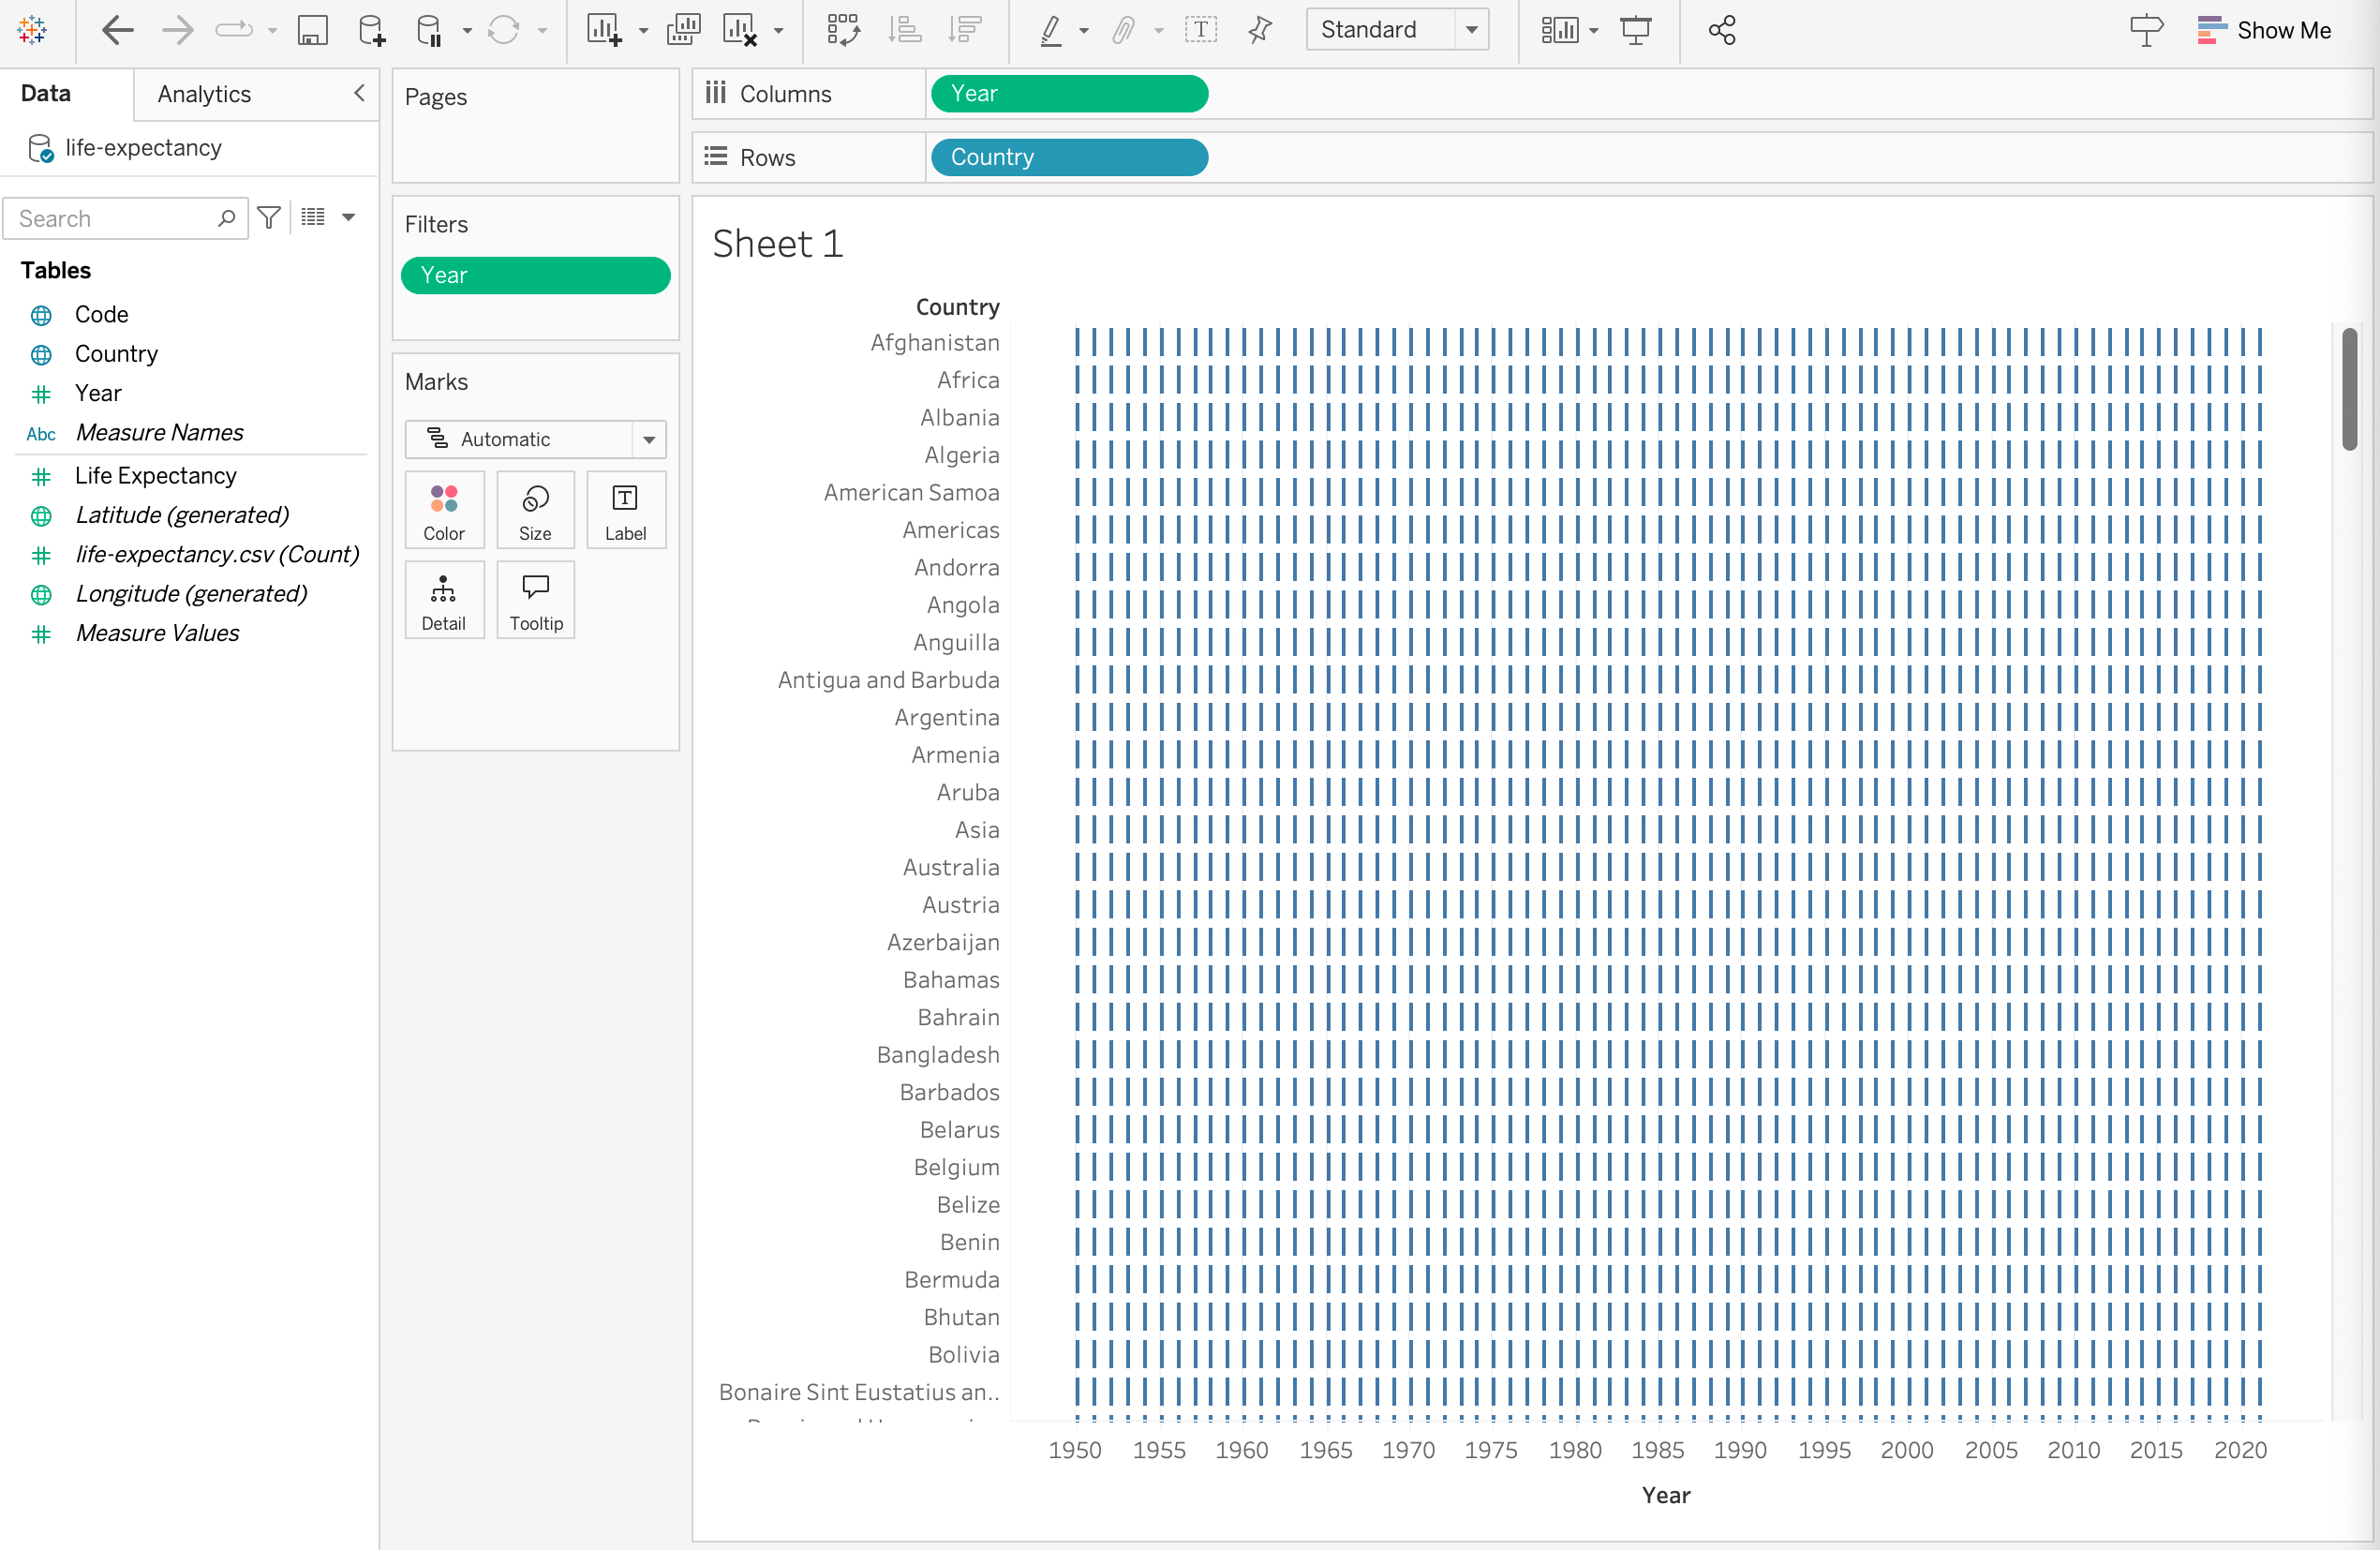 Standard
Show Me
Data
Analytics
life-expectancy
Search
Tables
Code
Country
Year
Abc Measure Names
Life Expectancy
Latitude (generated)
life-expectancy.csv (Count)
Longitude (generated)
Measure Values
Pages
Filters
Year
Marks
Automatic
Color
Size
T
Label
Detail
Tooltip
Columns
Year
Rows
Country
Sheet 1
Country
Afghanistan
Africa
Albania
Algeria
American Samoa
Americas
Andorra
Angola
Anguilla
Antigua and Barbuda
Argentina
Armenia
Aruba
Asia
Australia
Austria
Azerbaijan
Bahamas
Bahrain
Bangladesh
Barbados
Belarus
Belgium
Belize
Benin
Bermuda
Bhutan
Bolivia
Bonaire Sint Eustatius an..
1950 1955 1960 1965 1970 1975 1980 1985 1990 1995 2000 2005 2010 2015 2020
Year